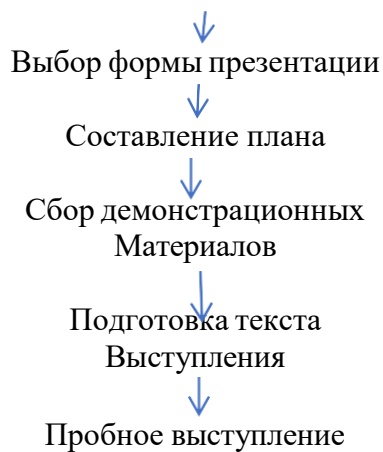 Выбор формы презентации
Составление плана
Сбор демонстрационных
Материалов
Подготовка текста
Выступления
Пробное выступление